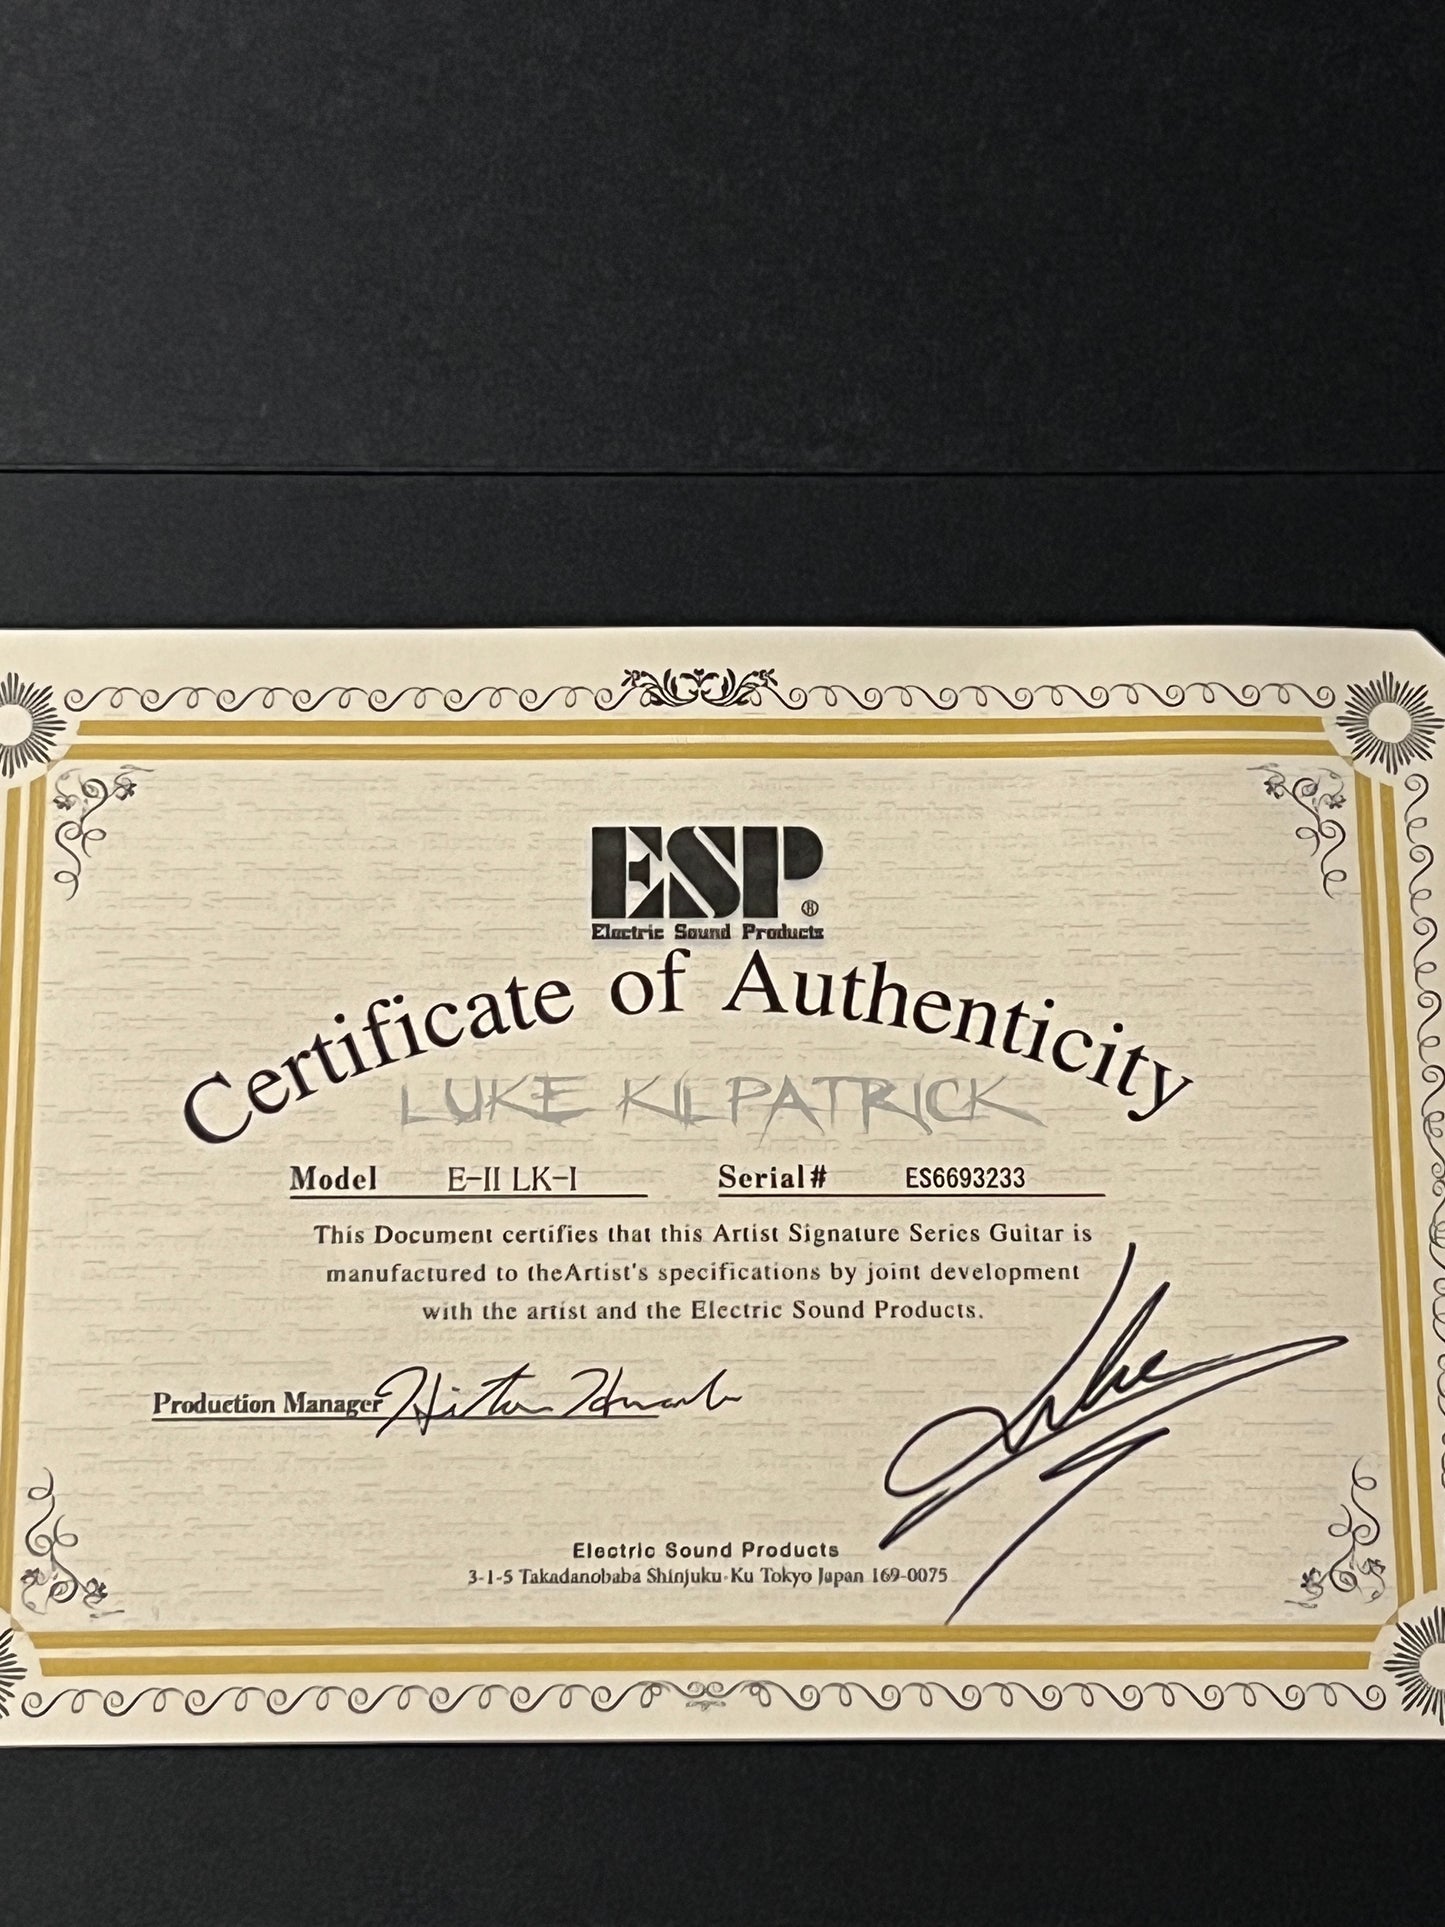 ESP®
Electric Sound Products
Certificate of Authenticity
LUKE KILPATRICK
Model E-II LK-I Serial# ES6693233
This Document certifies that this Artist Signature Series Guitar is
manufactured to theArtist's specifications by joint development
with the artist and the Electric Sound Products.
Production Manager
Luke
Electric Sound Products
3-1-5 Takadanobaba Shinjuku-Ku Tokyo Japan 169-0075